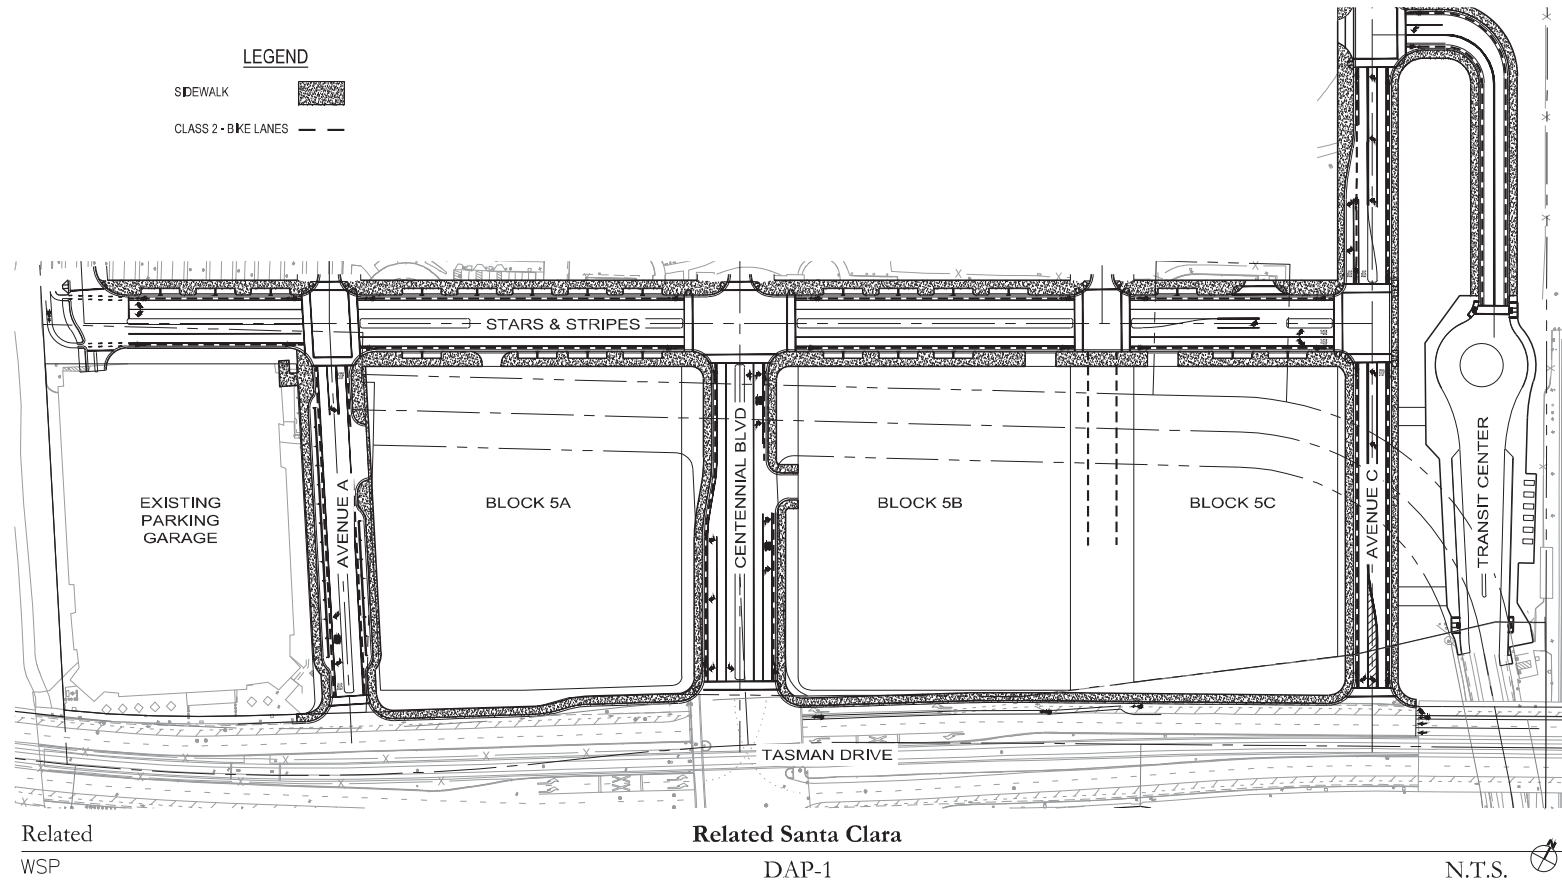 LEGEND
SIDEWALK
CLASS 2 - BIKE LANES
STARS & STRIPES
EXISTING
PARKING
GARAGE
AVENUE A
BLOCK 5A
CENTENNIAL BLVD
BLOCK 5B
BLOCK 5C
AVENUE C
TRANSIT CENTER
TASMAN DRIVE
Related
Related Santa Clara
WSP
DAP-1
N.T.S.
N